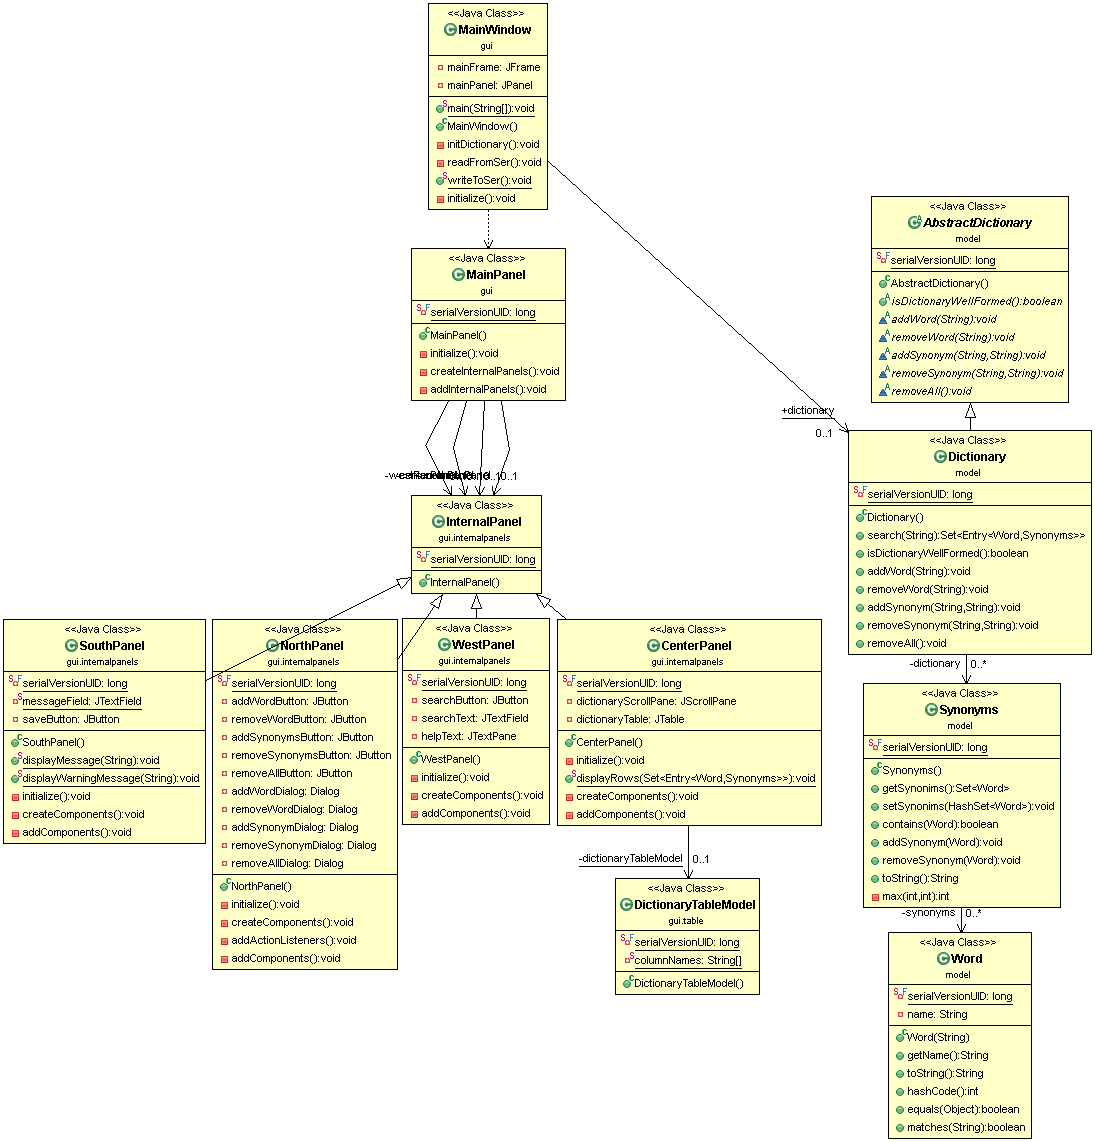 <<Java Class>>
MainWindow
gui
mainFrame: JFrame
mainPanel: JPanel
main(String[]):void
MainWindow()
initDictionary():void
readFromSer():void
writeToSer():void
initialize():void
<<Java Class>>
AbstractDictionary
model
serialVersionUID: long
AbstractDictionary()
isDictionaryWellFormed():boolean
addWord(String):void
removeWord(String):void
addSynonym(String,String):void
removeSynonym(String,String):void
removeAll():void
<<Java Class>>
MainPanel
gui
serialVersionUID: long
MainPanel()
initialize():void
createInternalPanels():void
addInternalPanels():void
+dictionary
0..1
<<Java Class>>
Dictionary
model
serialVersionUID: long
Dictionary()
search(String):Set<Entry<Word,Synonyms>>
isDictionaryWellFormed():boolean
addWord(String):void
removeWord(String):void
addSynonym(String,String):void
removeSynonym(String,String):void
removeAll():void
0..1
<<Java Class>>
InternalPanel
gui.internalpanels
serialVersionUID: long
InternalPanel()
<<Java Class>>
SouthPanel
gui.internalpanels
serialVersionUID: long
messageField: JTextField
saveButton: JButton
SouthPanel()
displayMessage(String):void
displayWarningMessage(String):void
initialize():void
createComponents():void
addComponents():void
<<Java Class>>
NorthPanel
gui.internalpanels
serialVersionUID: long
addWordButton: JButton
removeWordButton: JButton
addSynonymsButton: JButton
removeSynonymsButton: JButton
removeAllButton: JButton
addWordDialog: Dialog
removeWordDialog: Dialog
addSynonymDialog: Dialog
removeSynonymDialog: Dialog
removeAllDialog: Dialog
NorthPanel()
initialize():void
createComponents():void
addActionListeners():void
addComponents():void
<<Java Class>>
WestPanel
gui.internalpanels
serialVersionUID: long
searchButton: JButton
searchText: JTextField
helpText: JTextPane
WestPanel()
initialize():void
createComponents():void
addComponents():void
<<Java Class>>
CenterPanel
gui.internalpanels
serialVersionUID: long
dictionaryScrollPane: JScrollPane
dictionaryTable: JTable
CenterPanel()
initialize():void
displayRows(Set<Entry<Word,Synonyms>>):void
createComponents():void
addComponents():void
-dictionary 0..*
<<Java Class>>
Synonyms
model
serialVersionUID: long
Synonyms()
getSynonims():Set<Word>
setSynonims(HashSet<Word>):void
contains(Word):boolean
addSynonym(Word):void
removeSynonym(Word):void
toString():String
max(int,int):int
-dictionaryTableModel 0..1
<<Java Class>>
DictionaryTableModel
gui.table
serialVersionUID: long
columnNames: String[]
DictionaryTableModel()
-synonyms 0..*
<<Java Class>>
Word
model
serialVersionUID: long
name: String
Word(String)
getName():String
toString():String
hashCode():int
equals(Object):boolean
matches(String):boolean